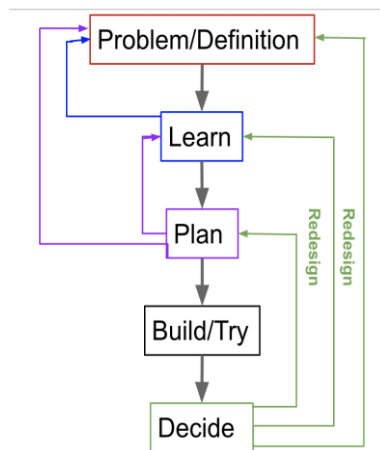 Problem/Definition
Learn
Plan
Redesign
Redesign
Build/Try
Decide